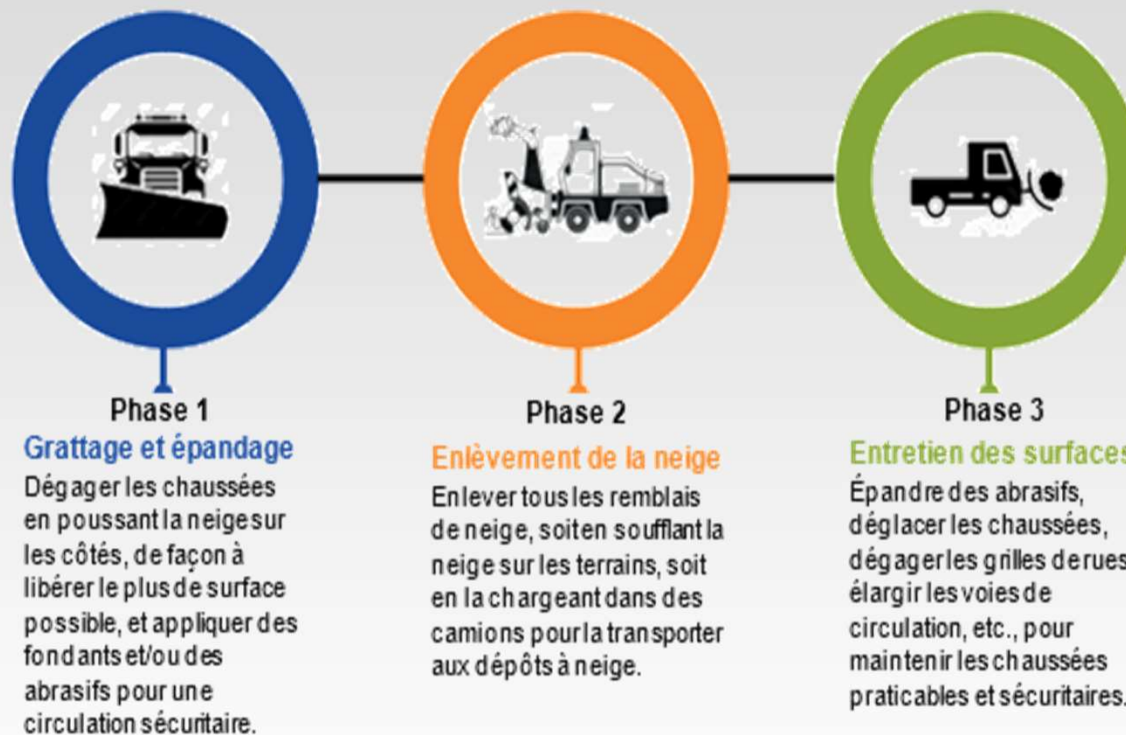 Phase 1
Grattage et épandage
Dégager les chaussées
en poussant la neige sur
les côtés, de façon à
libérer le plus de surface
possible, et appliquer des
fondants et/ou des
abrasifs pour une
circulation sécuritaire.
Phase 2
Enlèvement de la neige
Enlever tous les remblais
de neige, soit en soufflant la
neige sur les terrains, soit
en la chargeant dans des
camions pour la transporter
aux dépôts à neige.
Phase 3
Entretien des surfaces
Épandre des abrasifs,
déglacer les chaussées,
dégager les grilles de rues
élargir les voies de
circulation, etc., pour
maintenir les chaussées
praticables et sécuritaires.